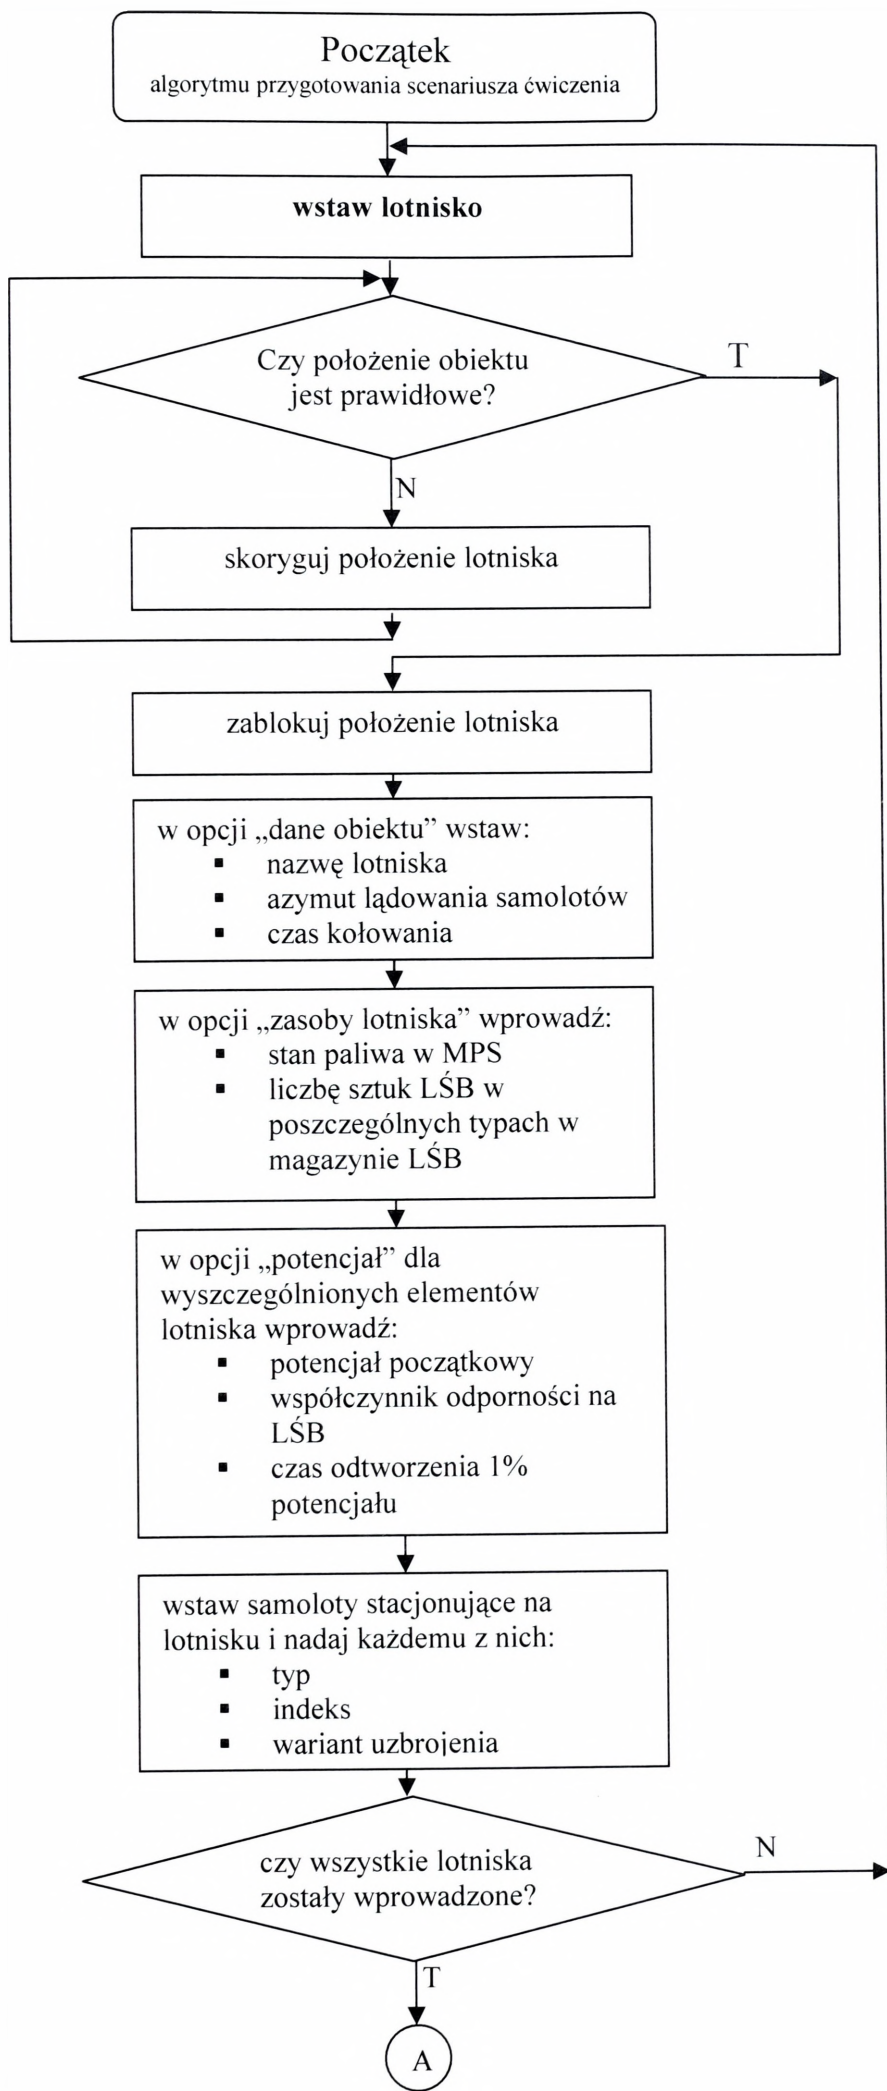 Początek
algorytmu przygotowania scenariusza ćwiczenia
wstaw lotnisko
Czy położenie obiektu
jest prawidłowe?
T
N
skoryguj położenie lotniska
zablokuj położenie lotniska
w opcji „dane obiektu” wstaw:
▪ nazwę lotniska
▪ azymut lądowania samolotów
▪ czas kołowania
w opcji „zasoby lotniska” wprowadź:
▪ stan paliwa w MPS
▪ liczbę sztuk LŚB w
poszczególnych typach w
magazynie LŚB
w opcji „potencjał” dla
wyszczególnionych elementów
lotniska wprowadź:
▪ potencjał początkowy
▪ współczynnik odporności na
LŚB
▪ czas odtworzenia 1%
potencjału
wstaw samoloty stacjonujące na
lotnisku i nadaj każdemu z nich:
▪ typ
▪ indeks
▪ wariant uzbrojenia
czy wszystkie lotniska
zostały wprowadzone?
N
T
A